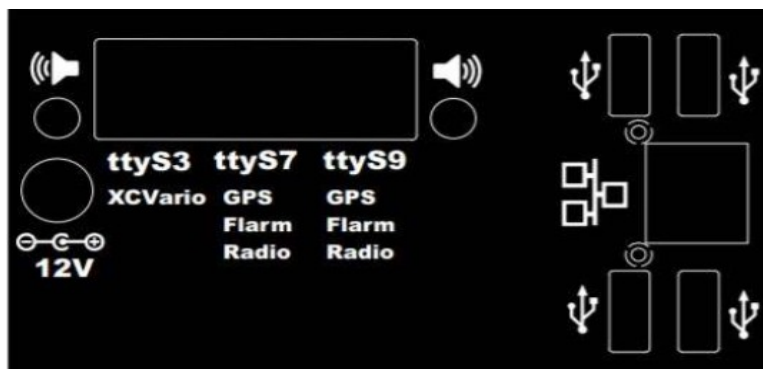 ttyS3 ttyS7 ttyS9
XCVario GPS GPS
Flarm Flarm
Radio Radio
12V